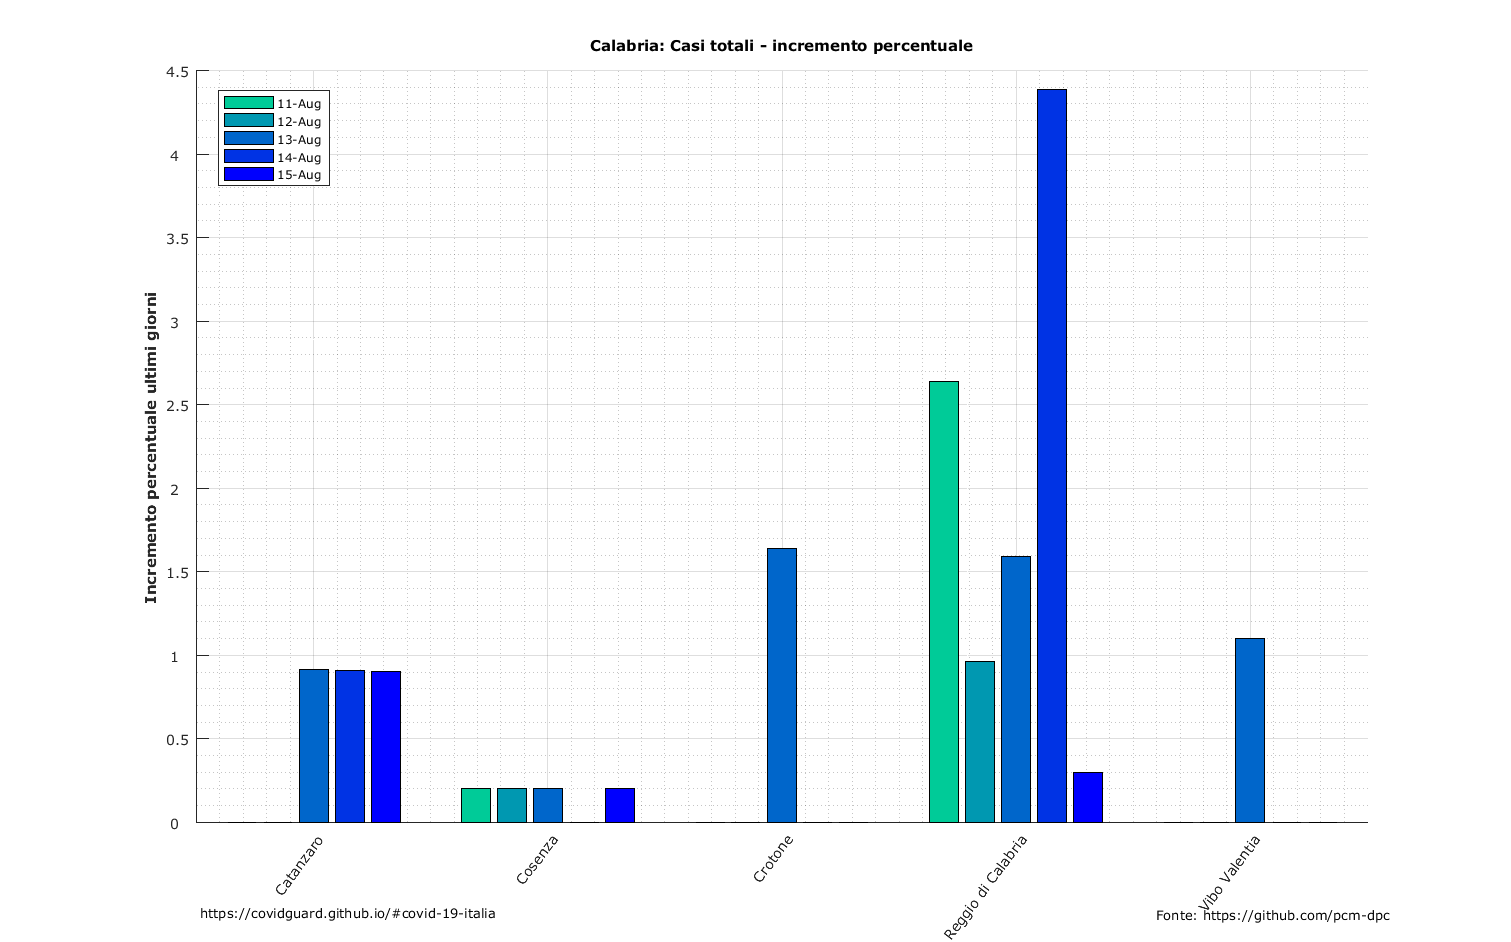 Calabria: Casi totali - incremento percentuale
4.5
4
3.5
3
2.5
2
1.5
1
0.5
0
Incremento percentuale ultimi giorni
11-Aug
12-Aug
13-Aug
14-Aug
15-Aug
Catanzaro
Cosenza
Crotone
Reggio di Calabria
Vibo Valentia
https://covidguard.github.io/#covid-19-italia
Fonte: https://github.com/pcm-dpc